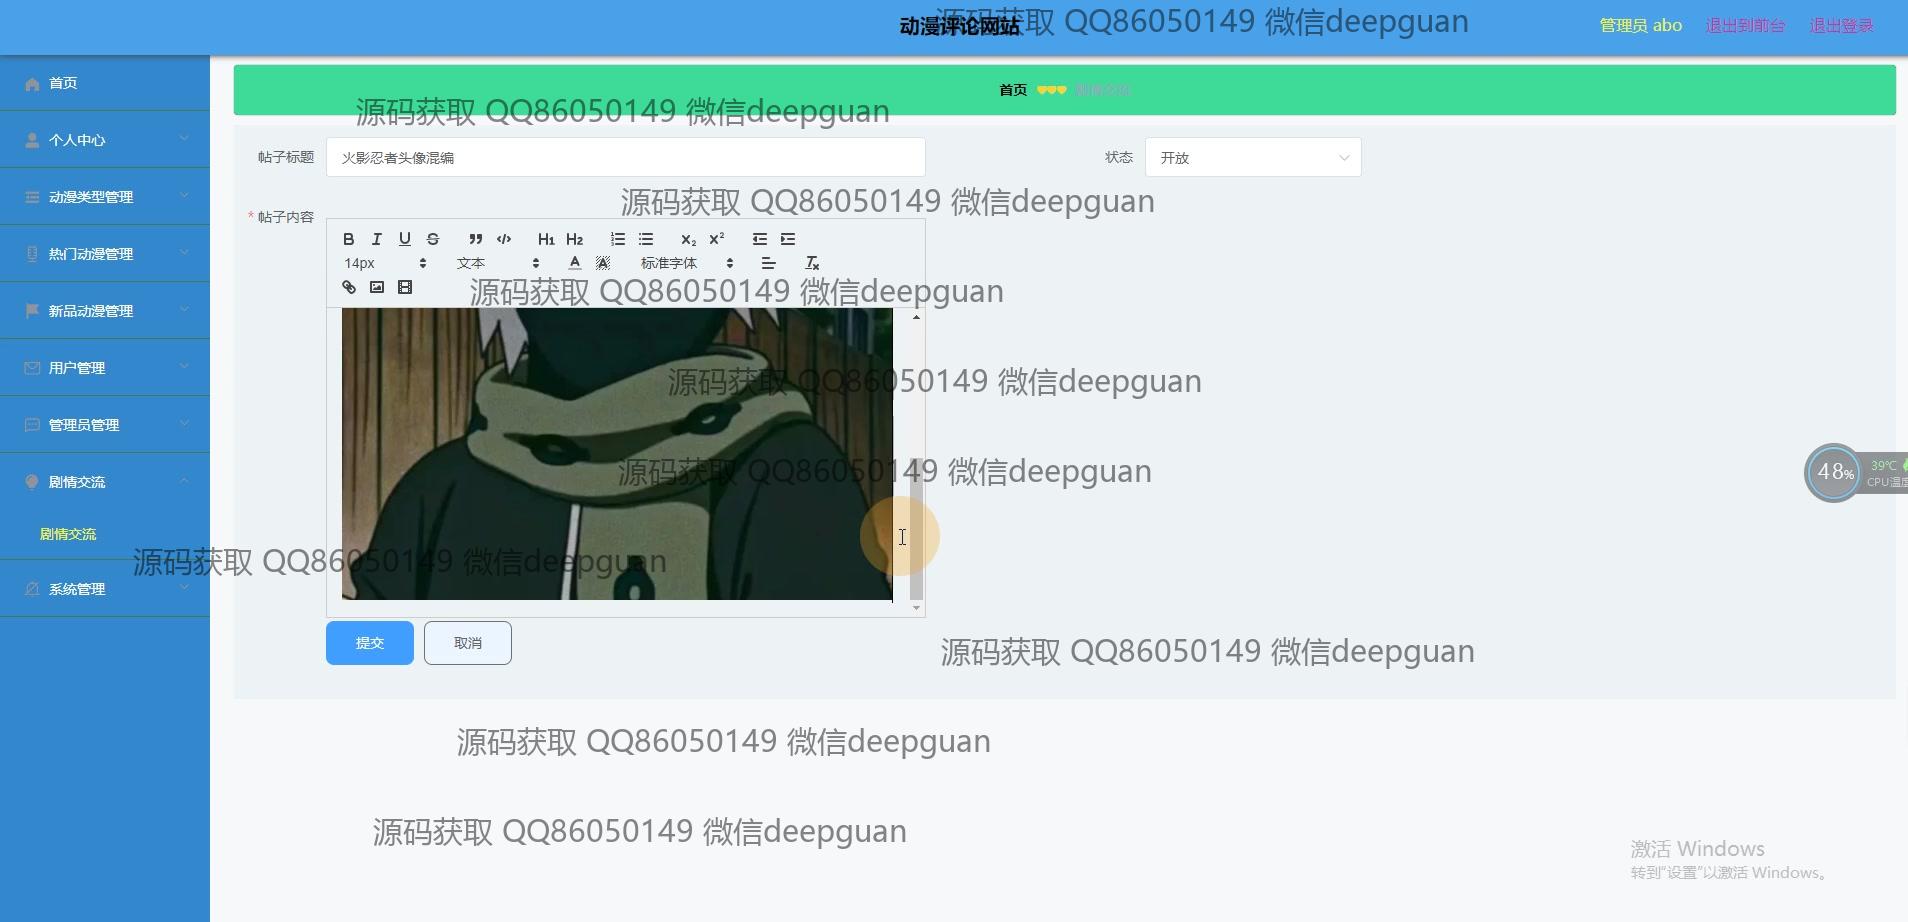 动漫评论网站
源码获取 QQ86050149 微信deepguan
管理员 abo
退出到前台
退出登录
首页
个人中心
动漫类型管理
热门动漫管理
新品动漫管理
用户管理
管理员管理
剧情交流
剧情交流
系统管理
首页
剧情交流
源码获取 QQ86050149 微信deepguan
帖子标题
火影忍者头像混编
状态
开放
源码获取 QQ86050149 微信deepguan
* 帖子内容
B I U S H1 H2 x₂ x²
14px
文本
A
A
标准字体
源码获取 QQ86050149 微信deepguan
源码获取 QQ86050149 微信deepguan
源码获取 QQ86050149 微信deepguan
48%
39℃
CPU温度
源码获取 QQ86050149 微信deepguan
提交
取消
源码获取 QQ86050149 微信deepguan
源码获取 QQ86050149 微信deepguan
源码获取 QQ86050149 微信deepguan
激活 Windows
转到“设置”以激活 Windows。